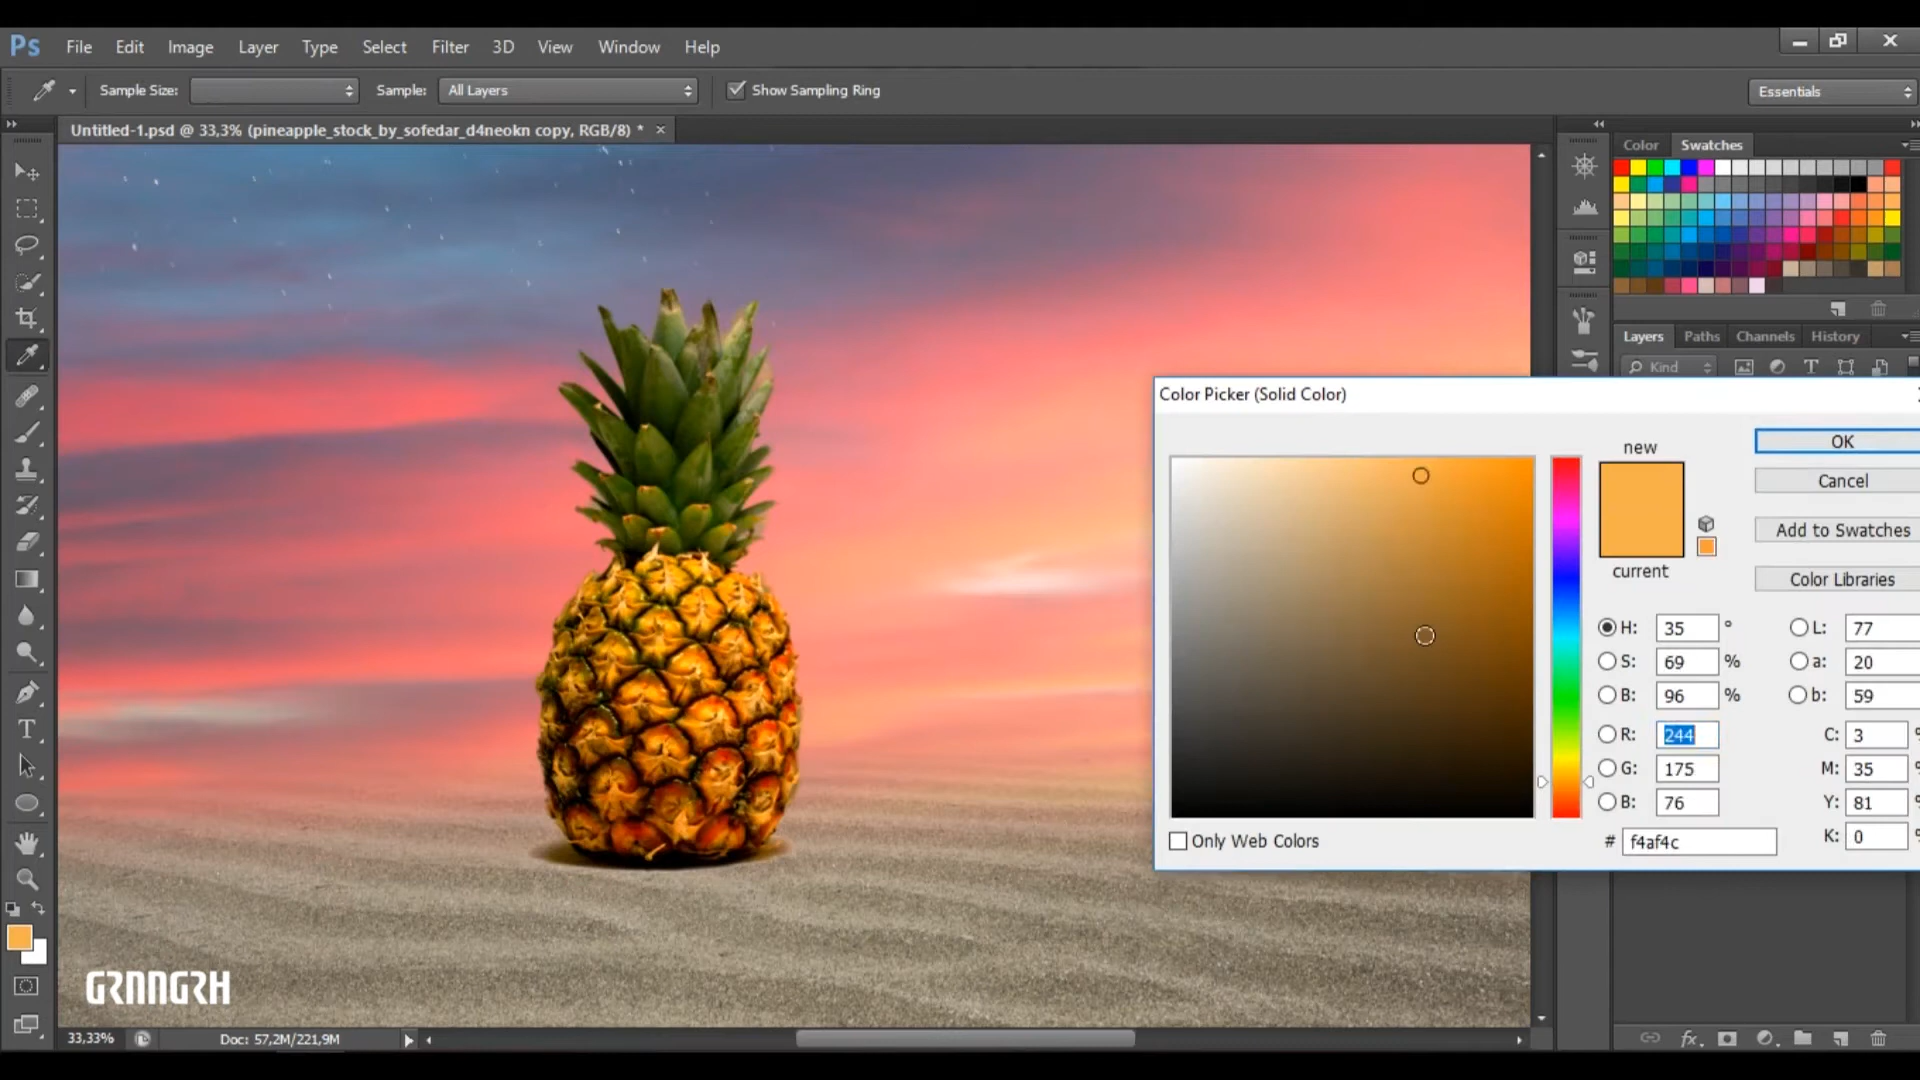 Ps File Edit Image Layer Type Select Filter 3D View Window Help
Sample Size: Sample: All Layers Show Sampling Ring Essentials
Untitled-1.psd @ 33,3% (pineapple_stock_by_sofedar_d4neokn copy, RGB/8) *
Color Swatches
Layers Paths Channels History
Kind
Color Picker (Solid Color)
new
OK
Cancel
Add to Swatches
current
Color Libraries
H: 35 ° L: 77
S: 69 % a: 20
B: 96 % b: 59
R: 244 C: 3 %
G: 175 M: 35 %
B: 76 Y: 81 %
# f4af4c K: 0 %
Only Web Colors
T
GRNNGRH
33,33% Doc: 57,2M/221,9M
fx